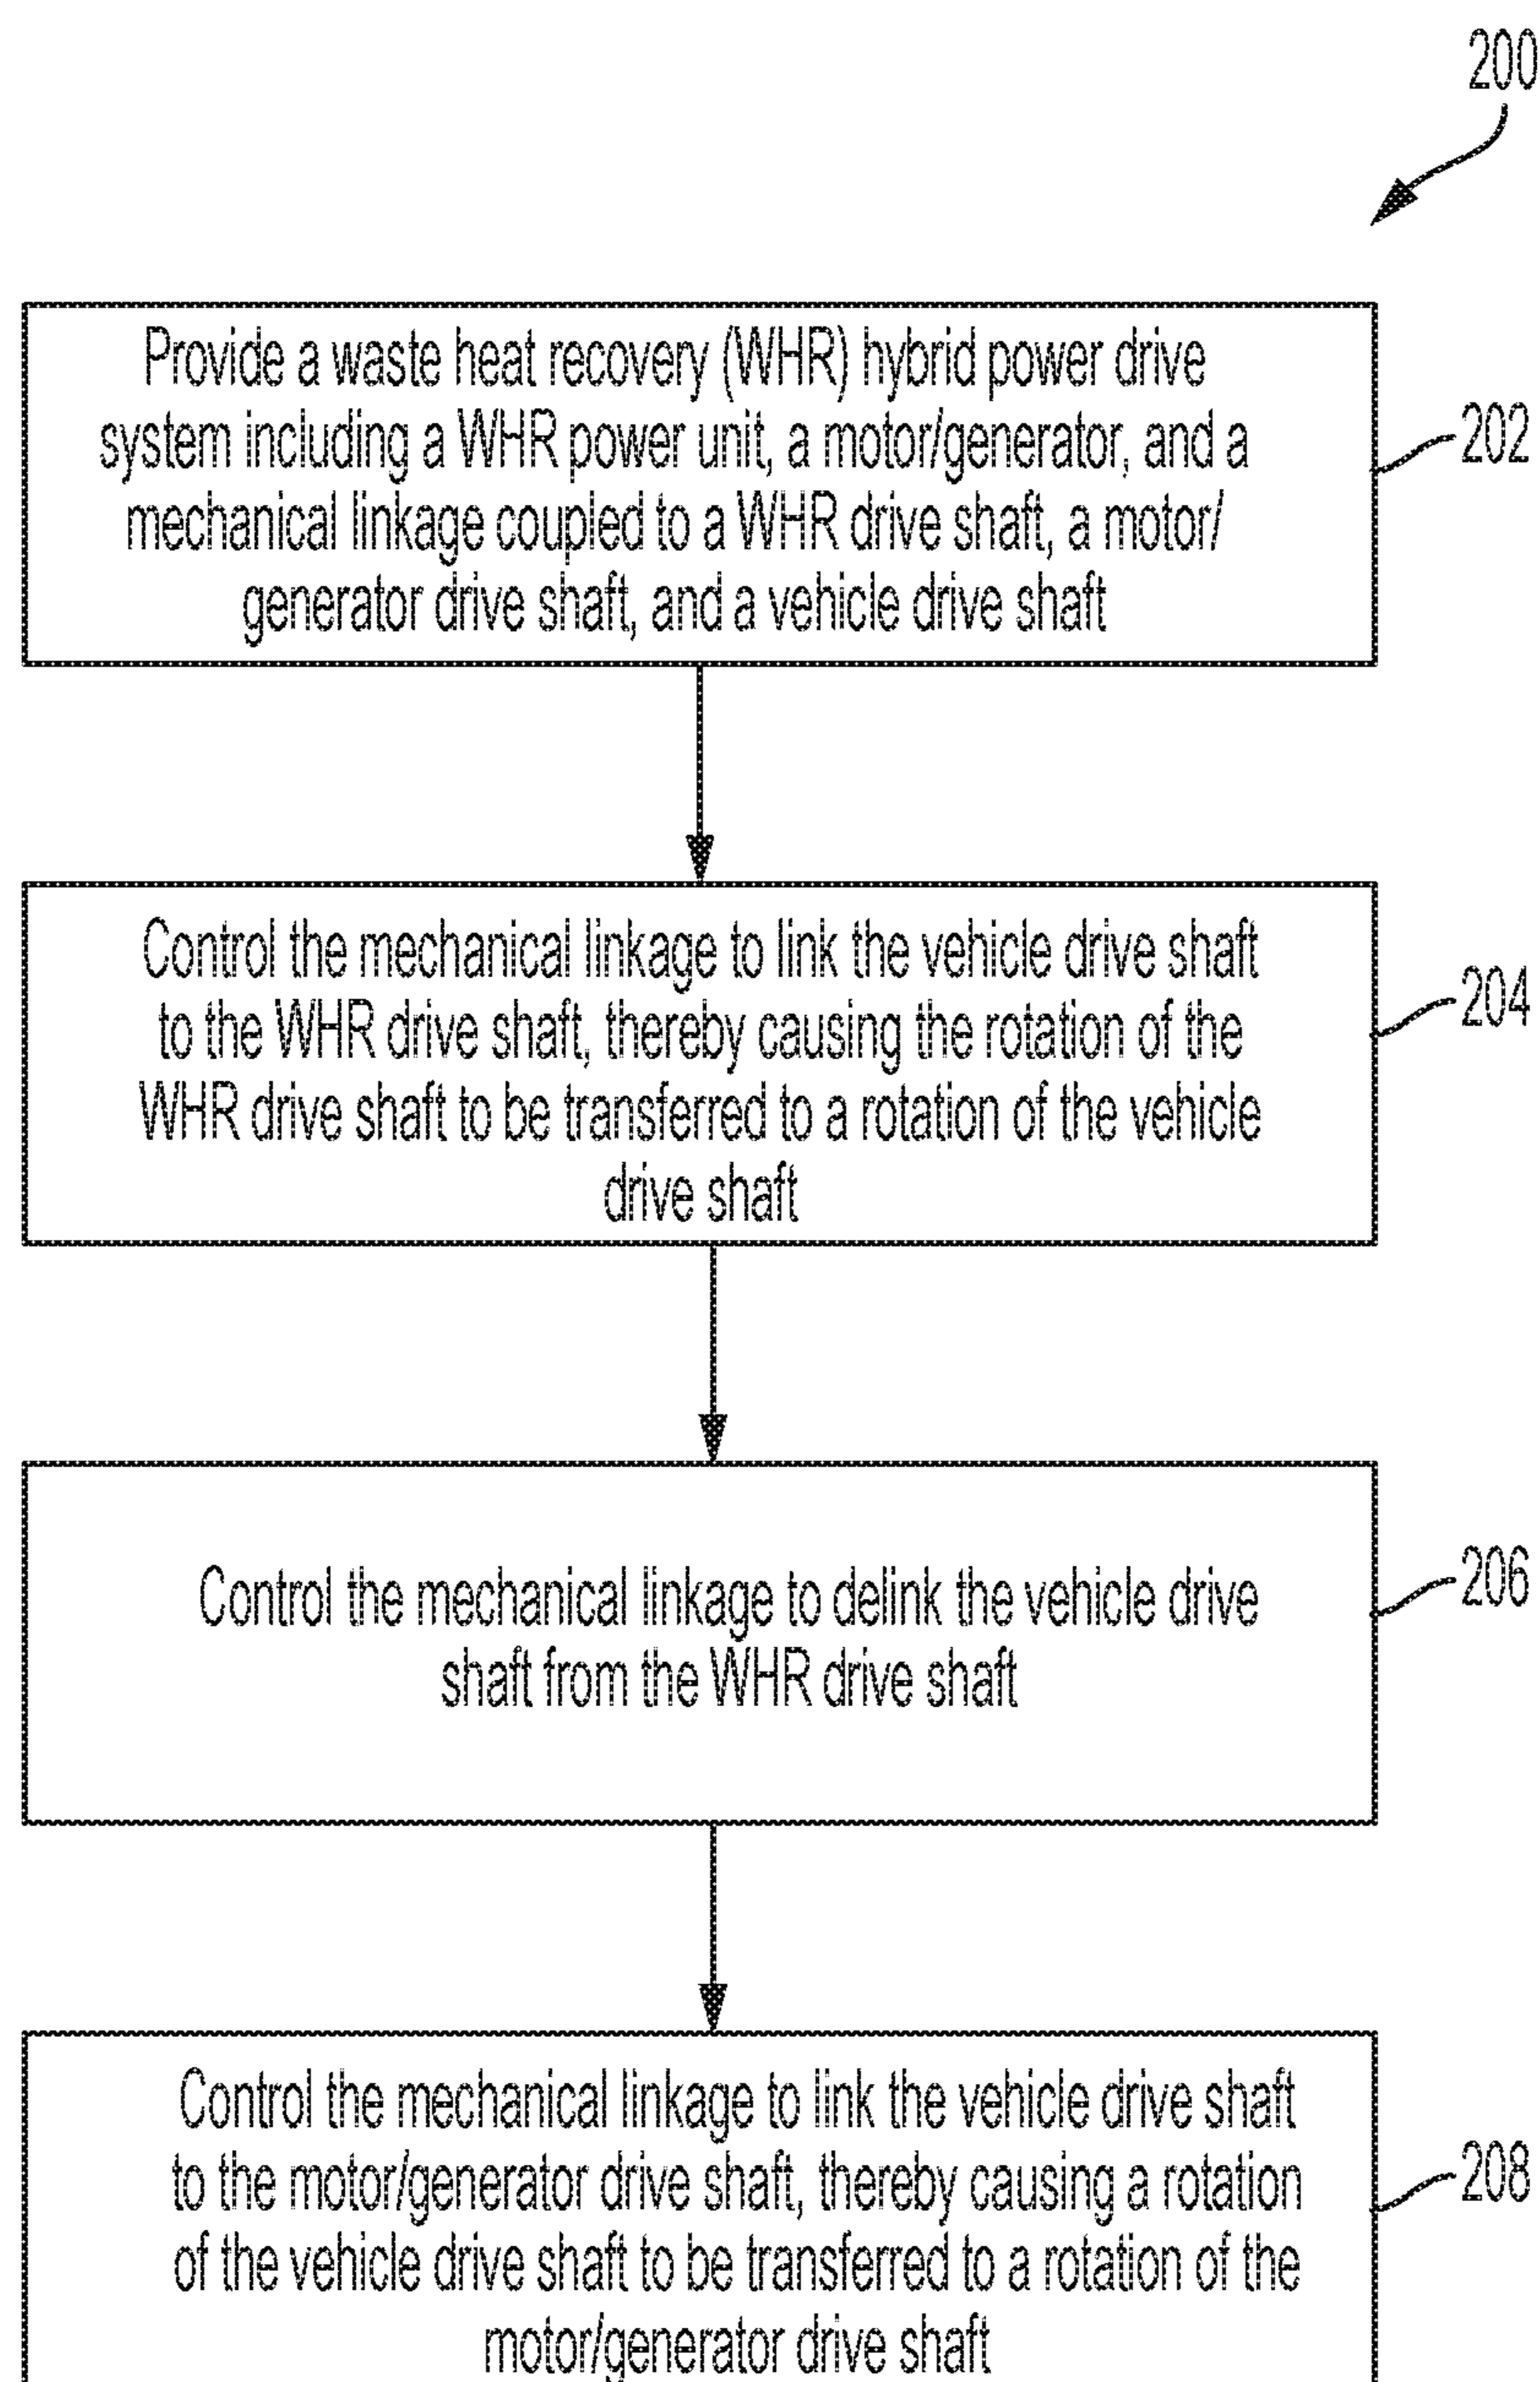 200
Provide a waste heat recovery (WHR) hybrid power drive
system including a WHR power unit, a motor/generator, and a
mechanical linkage coupled to a WHR drive shaft, a motor/
generator drive shaft, and a vehicle drive shaft
202
Control the mechanical linkage to link the vehicle drive shaft
to the WHR drive shaft, thereby causing the rotation of the
WHR drive shaft to be transferred to a rotation of the vehicle
drive shaft
204
Control the mechanical linkage to delink the vehicle drive
shaft from the WHR drive shaft
206
Control the mechanical linkage to link the vehicle drive shaft
to the motor/generator drive shaft, thereby causing a rotation
of the vehicle drive shaft to be transferred to a rotation of the
motor/generator drive shaft
208